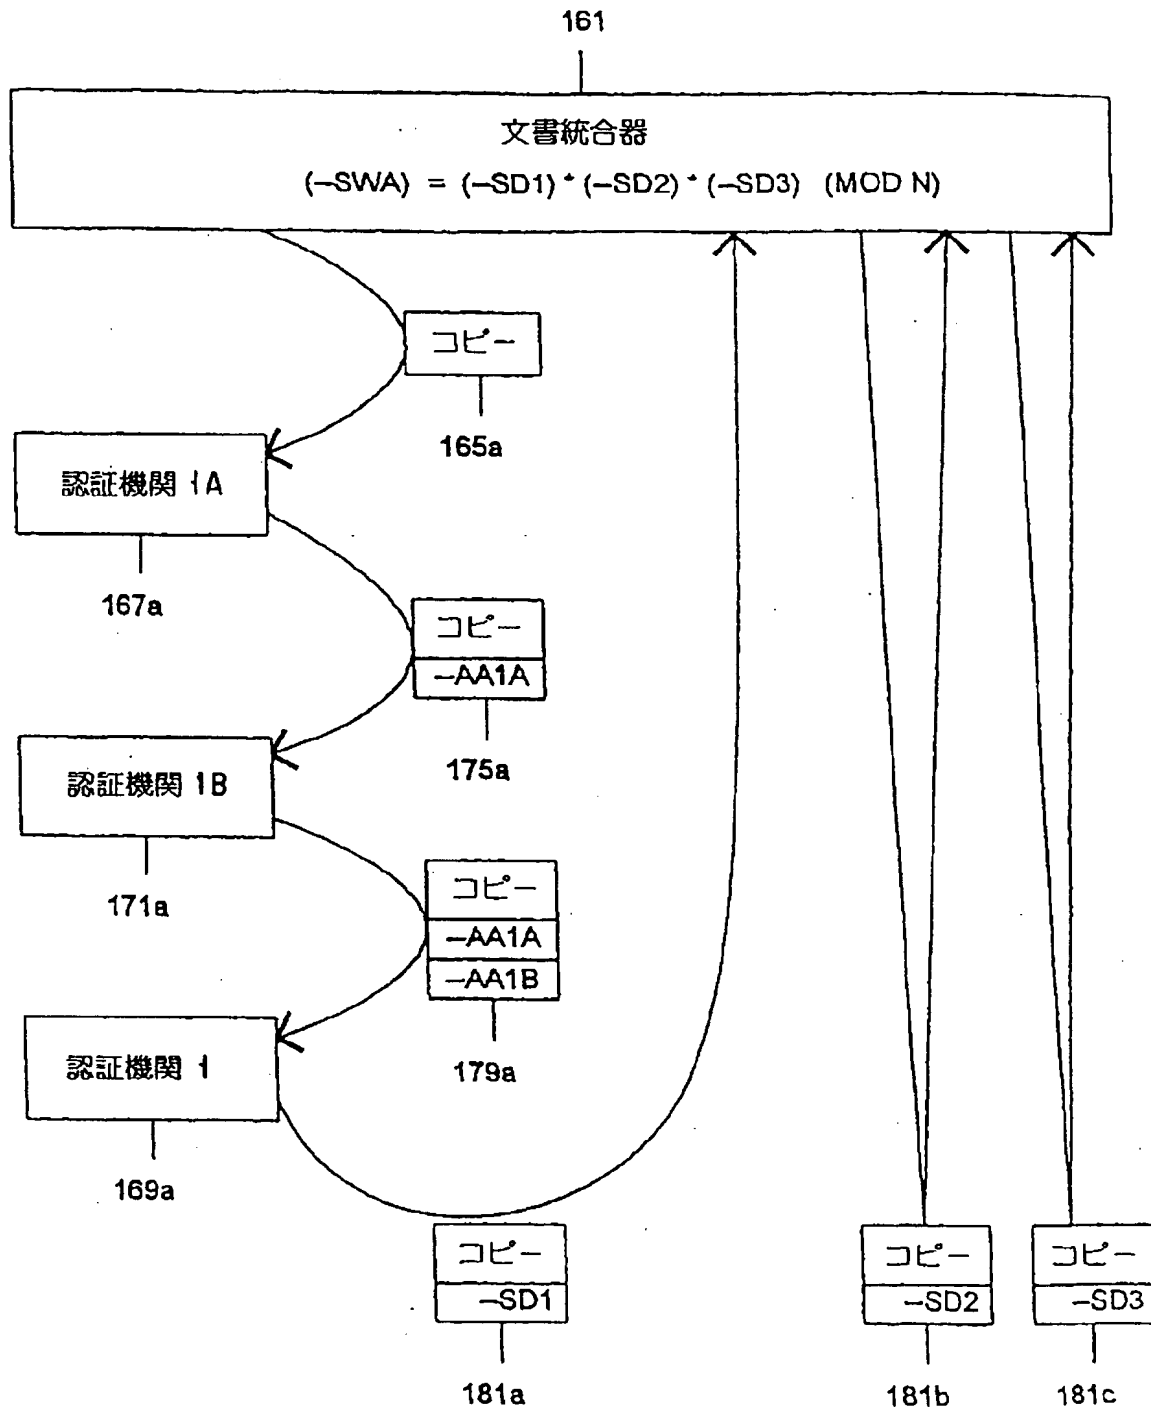 161
文書統合器
(–SWA) = (–SD1) * (–SD2) * (–SD3) (MOD N)
コピー
165a
認証機関 1A
167a
コピー
–AA1A
175a
認証機関 1B
171a
コピー
–AA1A
–AA1B
179a
認証機関 1
169a
コピー
–SD1
181a
コピー
–SD2
181b
コピー
–SD3
181c